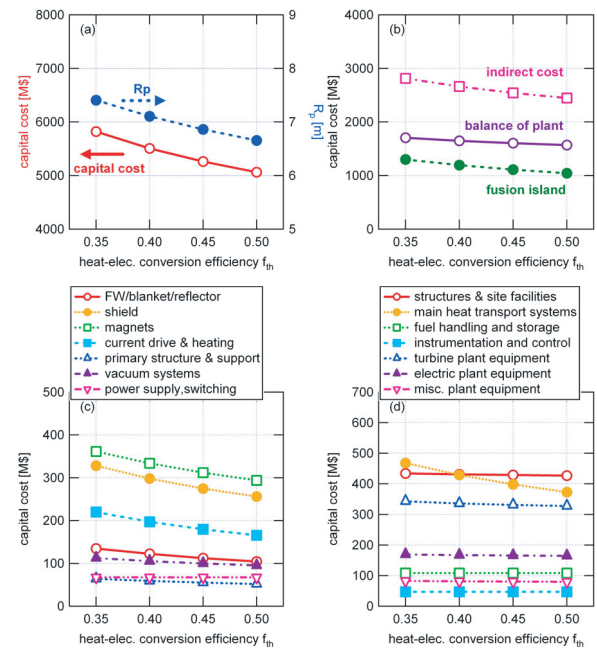 8000
7000
6000
5000
4000
capital cost [M$]
(a)
Rp
capital cost
9
8
7
6
5
Rp [m]
0.35 0.40 0.45 0.50
heat-elec. conversion efficiency fth
4000
3000
2000
1000
0
capital cost [M$]
(b)
indirect cost
balance of plant
fusion island
0.35 0.40 0.45 0.50
heat-elec. conversion efficiency fth
FW/blanket/reflector
shield
magnets
current drive & heating
primary structure & support
vacuum systems
power supply,switching
500
400
300
200
100
0
capital cost [M$]
(c)
0.35 0.40 0.45 0.50
heat-elec. conversion efficiency fth
structures & site facilities
main heat transport systems
fuel handling and storage
instrumentation and control
turbine plant equipment
electric plant equipment
misc. plant equipment
700
600
500
400
300
200
100
0
capital cost [M$]
(d)
0.35 0.40 0.45 0.50
heat-elec. conversion efficiency fth